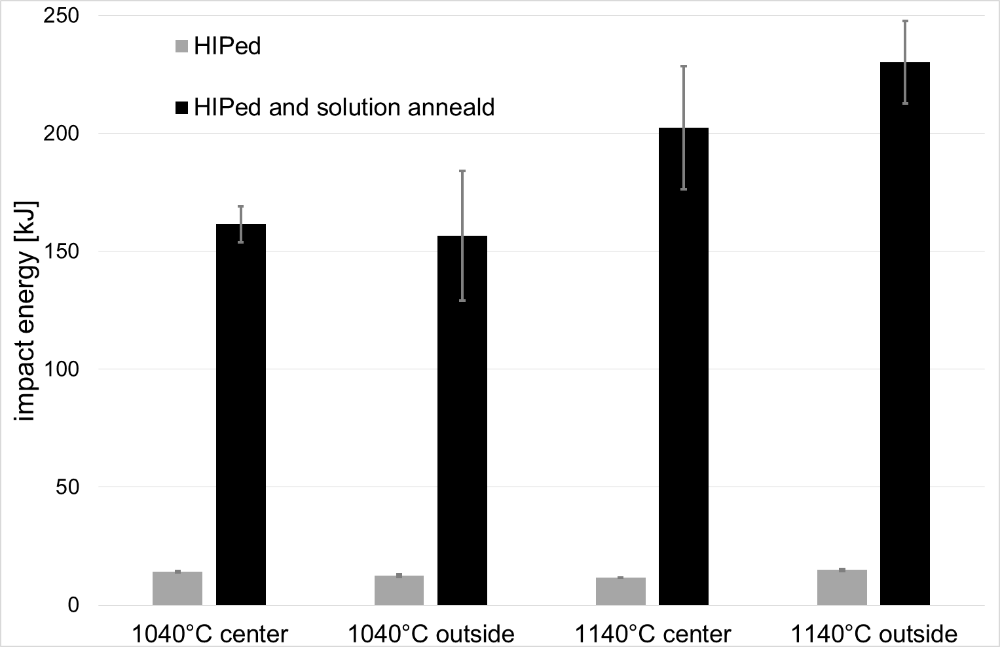 250
HIPed
HIPed and solution anneald
200
impact energy [kJ]
150
100
50
0
1040°C center
1040°C outside
1140°C center
1140°C outside